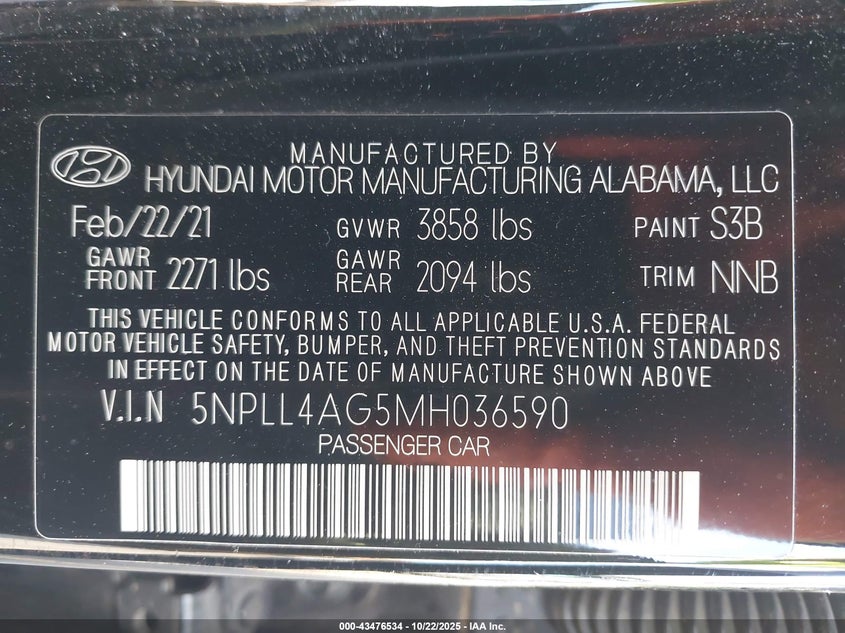 MANUFACTURED BY
HYUNDAI MOTOR MANUFACTURING ALABAMA, LLC
Feb/22/21 GVWR 3858 lbs PAINT S3B
GAWR FRONT 2271 lbs GAWR REAR 2094 lbs TRIM NNB
THIS VEHICLE CONFORMS TO ALL APPLICABLE U.S.A. FEDERAL
MOTOR VEHICLE SAFETY, BUMPER, AND THEFT PREVENTION STANDARDS
IN EFFECT ON THE DATE OF MANUFACTURE SHOWN ABOVE
V.I.N 5NPLL4AG5MH036590
PASSENGER CAR
000-43476534 - 10/22/2025 - IAA Inc.